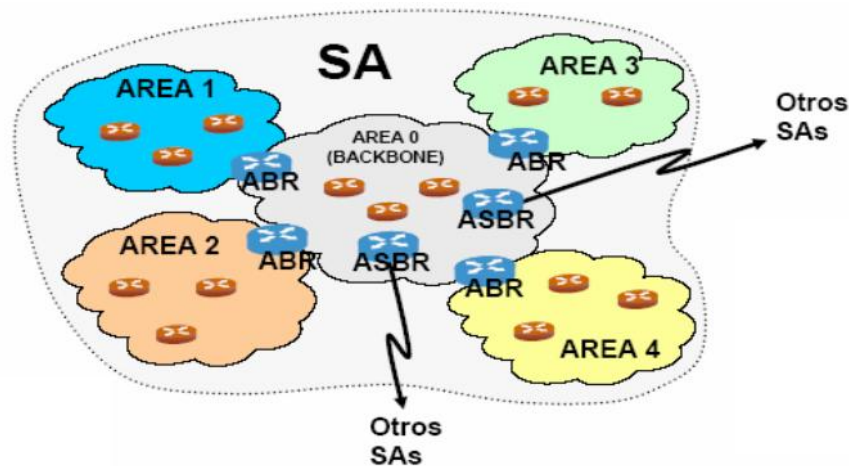 SA
AREA 1
AREA 3
Otros
SAs
AREA 0
(BACKBONE)
ABR
ABR
ASBR
AREA 2
ABR
ASBR
ABR
AREA 4
Otros
SAs